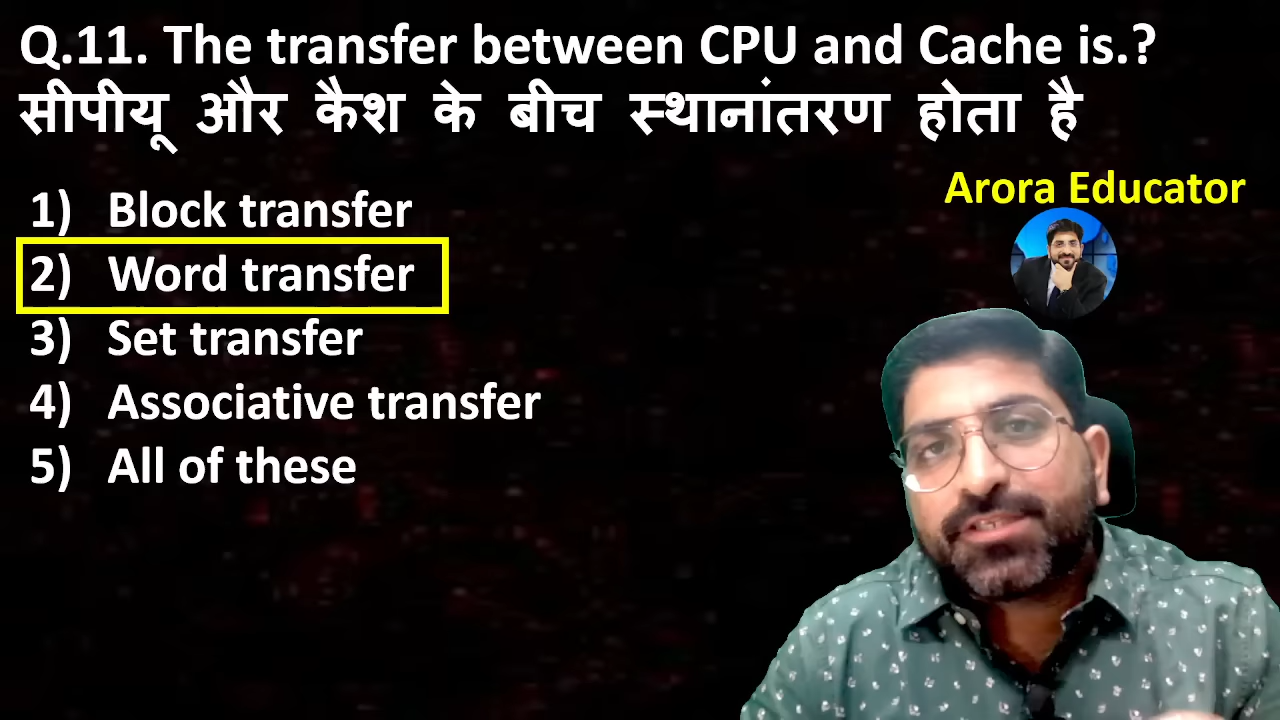 Q.11. The transfer between CPU and Cache is.?
सीपीयू और कैश के बीच स्थानांतरण होता है
Arora Educator
1) Block transfer
2) Word transfer
3) Set transfer
4) Associative transfer
5) All of these